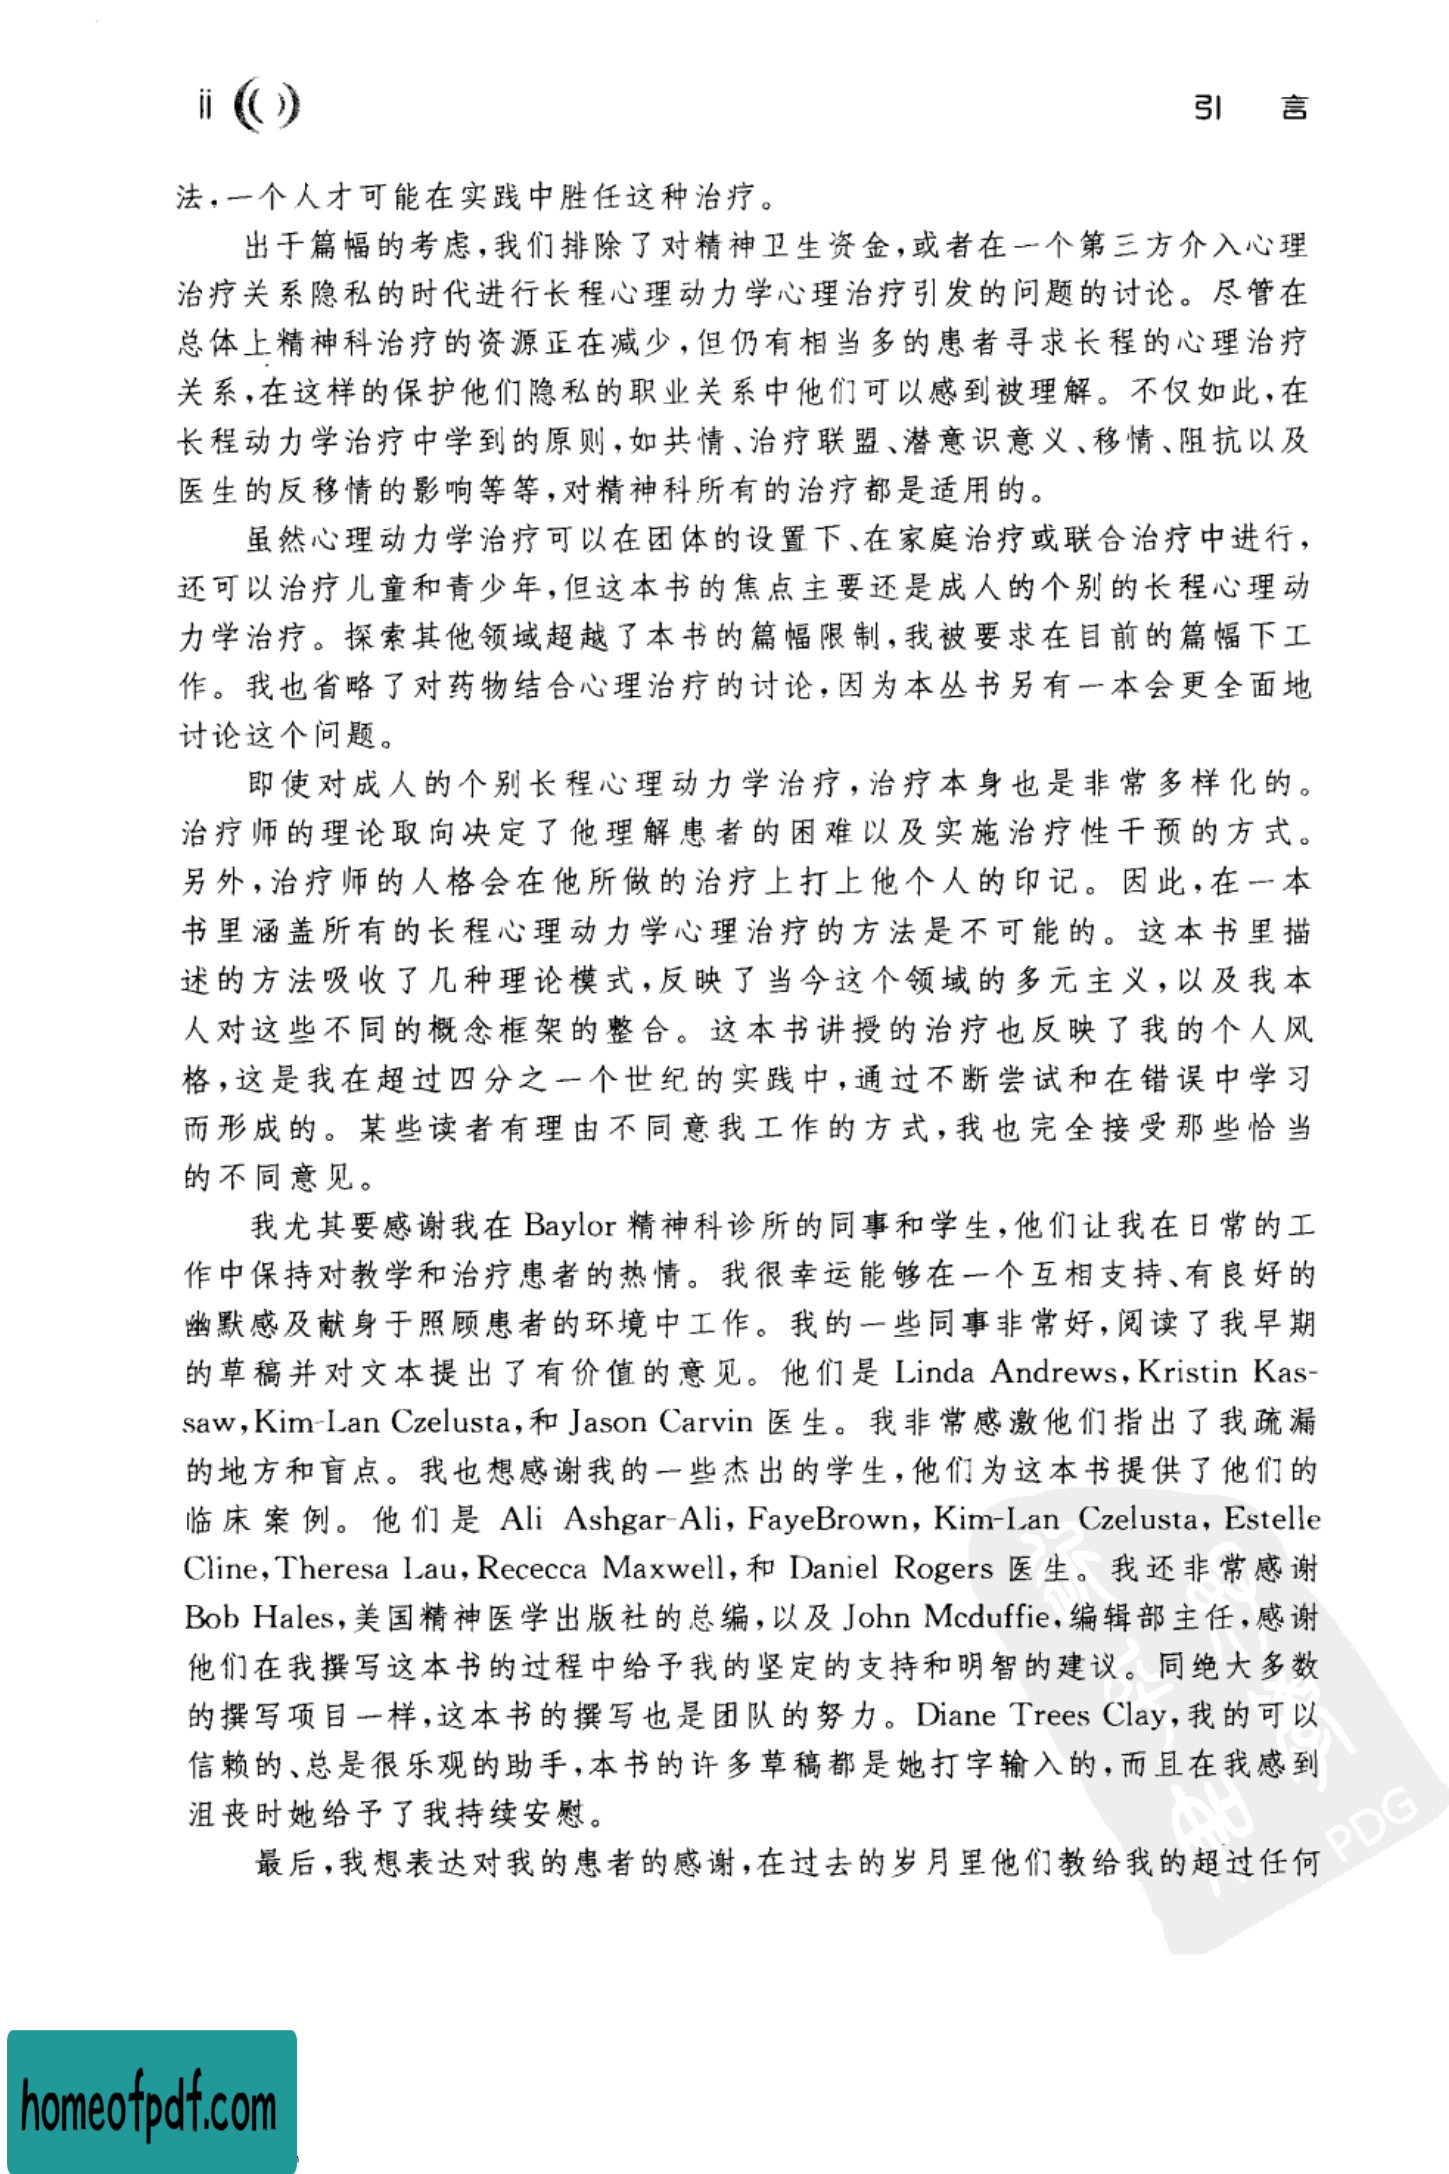 ii
引 言
法,一个人才可能在实践中胜任这种治疗。
出于篇幅的考虑,我们排除了对精神卫生资金,或者在一个第三方介入心理
治疗关系隐私的时代进行长程心理动力学心理治疗引发的问题的讨论。尽管在
总体上精神科治疗的资源正在减少,但仍有相当多的患者寻求长程的心理治疗
关系,在这样的保护他们隐私的职业关系中他们可以感到被理解。不仅如此,在
长程动力学治疗中学到的原则,如共情、治疗联盟、潜意识意义、移情、阻抗以及
医生的反移情的影响等等,对精神科所有的治疗都是适用的。
虽然心理动力学治疗可以在团体的设置下、在家庭治疗或联合治疗中进行,
还可以治疗儿童和青少年,但这本书的焦点主要还是成人的个别的长程心理动
力学治疗。探索其他领域超越了本书的篇幅限制,我被要求在目前的篇幅下工
作。我也省略了对药物结合心理治疗的讨论,因为本丛书另有一本会更全面地
讨论这个问题。
即使对成人的个别长程心理动力学治疗,治疗本身也是非常多样化的。
治疗师的理论取向决定了他理解患者的困难以及实施治疗性干预的方式。
另外,治疗师的人格会在他所做的治疗上打上他个人的印记。因此,在一本
书里涵盖所有的长程心理动力学心理治疗的方法是不可能的。这本书里描
述的方法吸收了几种理论模式,反映了当今这个领域的多元主义,以及我本
人对这些不同的概念框架的整合。这本书讲授的治疗也反映了我的个人风
格,这是我在超过四分之一个世纪的实践中,通过不断尝试和在错误中学习
而形成的。某些读者有理由不同意我工作的方式,我也完全接受那些恰当
的不同意见。
我尤其要感谢我在 Baylor 精神科诊所的同事和学生,他们让我在日常的工
作中保持对教学和治疗患者的热情。我很幸运能够在一个互相支持、有良好的
幽默感及献身于照顾患者的环境中工作。我的一些同事非常好,阅读了我早期
的草稿并对文本提出了有价值的意见。他们是 Linda Andrews,Kristin Kas-
saw,Kim-Lan Czelusta,和 Jason Carvin 医生。我非常感激他们指出了我疏漏
的地方和盲点。我也想感谢我的一些杰出的学生,他们为这本书提供了他们的
临床案例。他们是 Ali Ashgar-Ali, FayeBrown, Kim-Lan Czelusta, Estelle
Cline,Theresa Lau,Rececca Maxwell,和 Daniel Rogers 医生。我还非常感谢
Bob Hales,美国精神医学出版社的总编,以及 John Mcduffie,编辑部主任,感谢
他们在我撰写这本书的过程中给予我的坚定的支持和明智的建议。同绝大多数
的撰写项目一样,这本书的撰写也是团队的努力。Diane Trees Clay,我的可以
信赖的、总是很乐观的助手,本书的许多草稿都是她打字输入的,而且在我感到
沮丧时她给予了我持续安慰。
最后,我想表达对我的患者的感谢,在过去的岁月里他们教给我的超过任何
PDG
homeofpdf.com